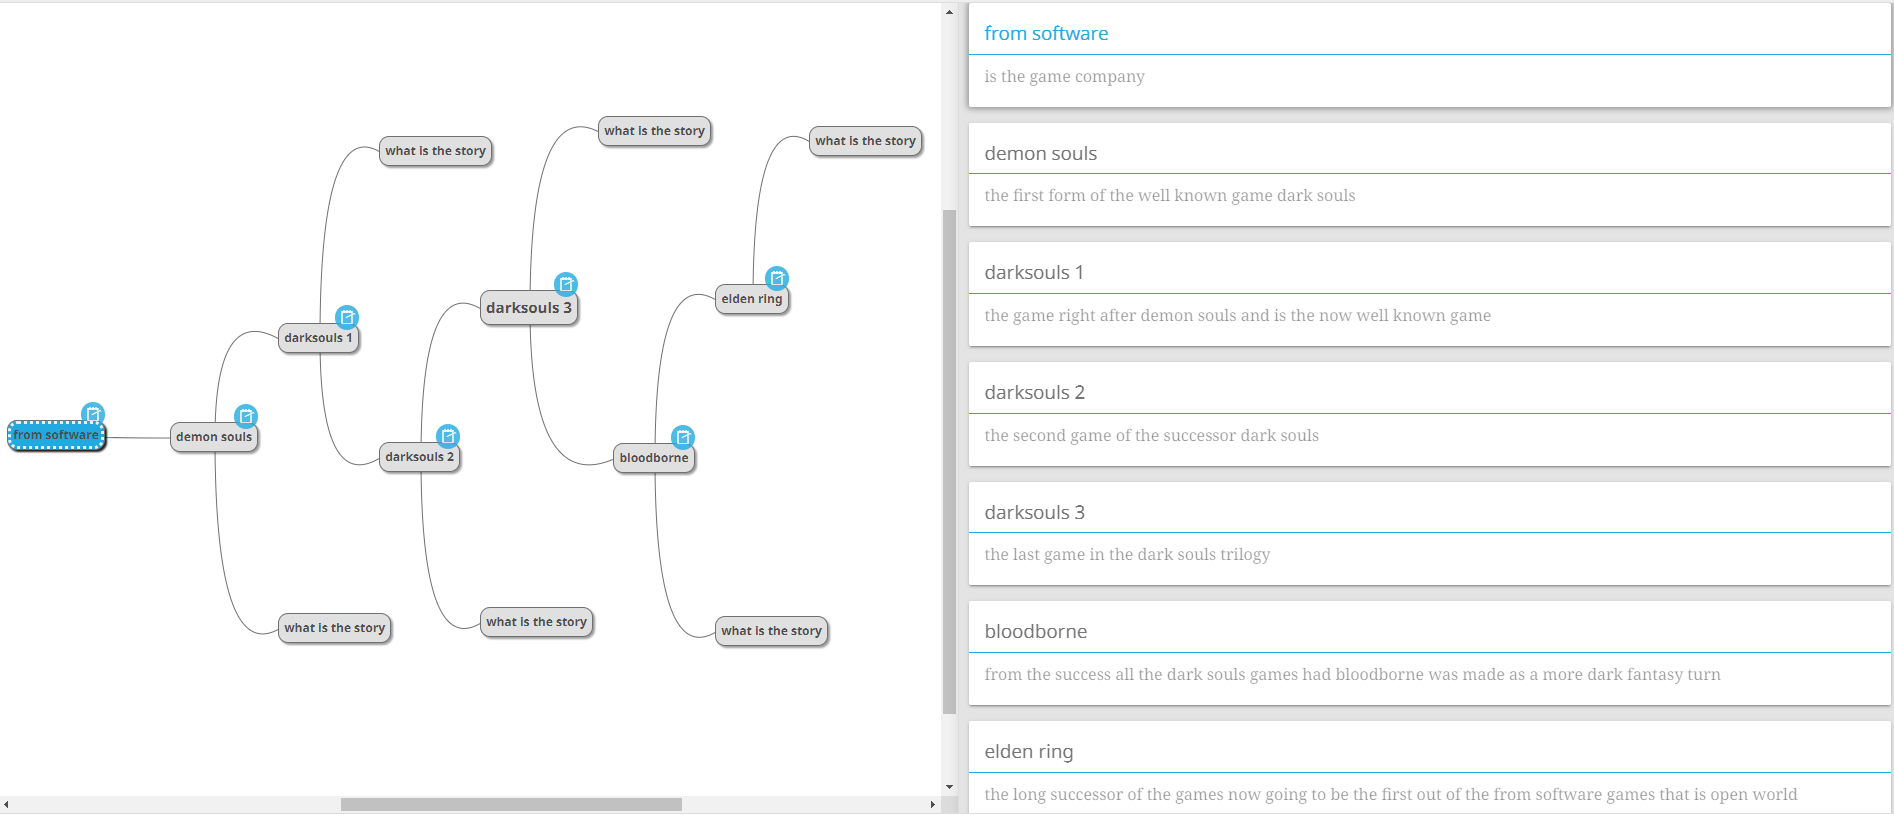 what is the story
what is the story
what is the story
darksouls 3
elden ring
darksouls 1
from software
demon souls
darksouls 2
bloodborne
what is the story
what is the story
what is the story
from software
is the game company
demon souls
the first form of the well known game dark souls
darksouls 1
the game right after demon souls and is the now well known game
darksouls 2
the second game of the successor dark souls
darksouls 3
the last game in the dark souls trilogy
bloodborne
from the success all the dark souls games had bloodborne was made as a more dark fantasy turn
elden ring
the long successor of the games now going to be the first out of the from software games that is open world